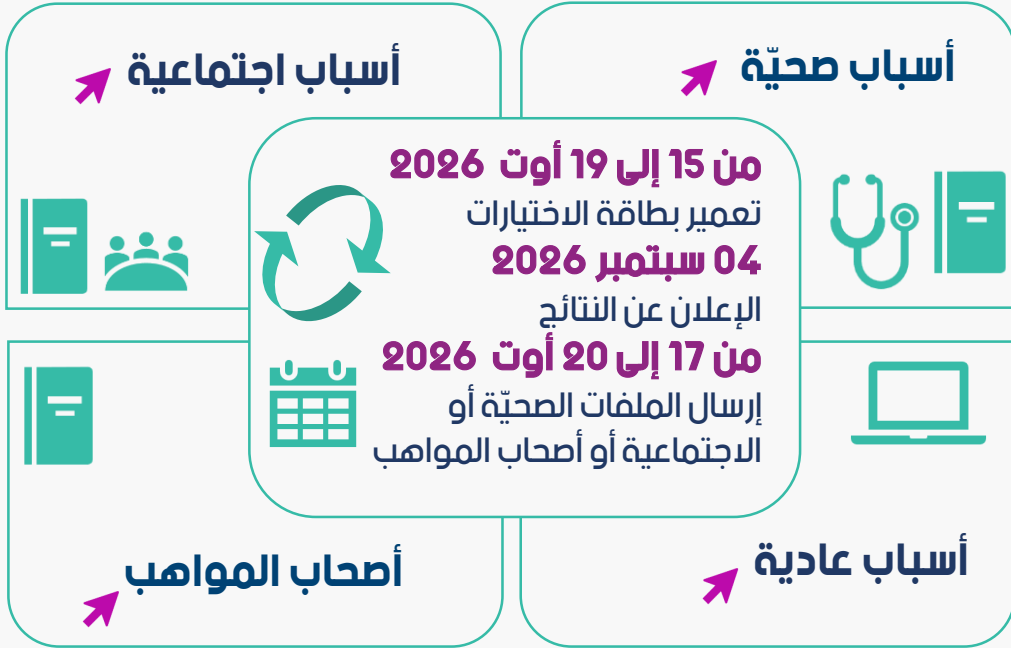 أسباب صحيّة
أسباب اجتماعية
من 15 إلى 19 أوت 2026
تعمير بطاقة الاختيارات
04 سبتمبر 2026
الإعلان عن النتائج
من 17 إلى 20 أوت 2026
إرسال الملفات الصحيّة أو
الاجتماعية أو أصحاب المواهب
أسباب عادية
أصحاب المواهب